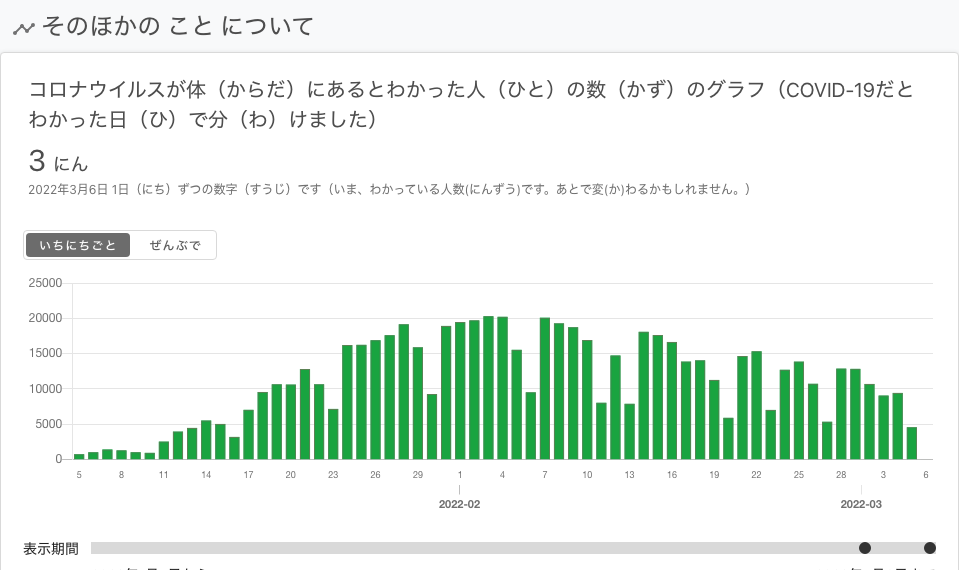 そのほかの こと について
コロナウイルスが体（からだ）にあるとわかった人（ひと）の数（かず）のグラフ（COVID-19だと
わかった日（ひ）で分（わ）けました）
3 にん
2022年3月6日 1日（にち）ずつの数字（すうじ）です（いま、わかっている人数(にんずう)です。あとで変(か)わるかもしれません。）
いちにちごと ぜんぶで
25000
20000
15000
10000
5000
0
5 8 11 14 17 20 23 26 29 1 4 7 10 13 16 19 22 25 28 3 6
2022-02 2022-03
表示期間